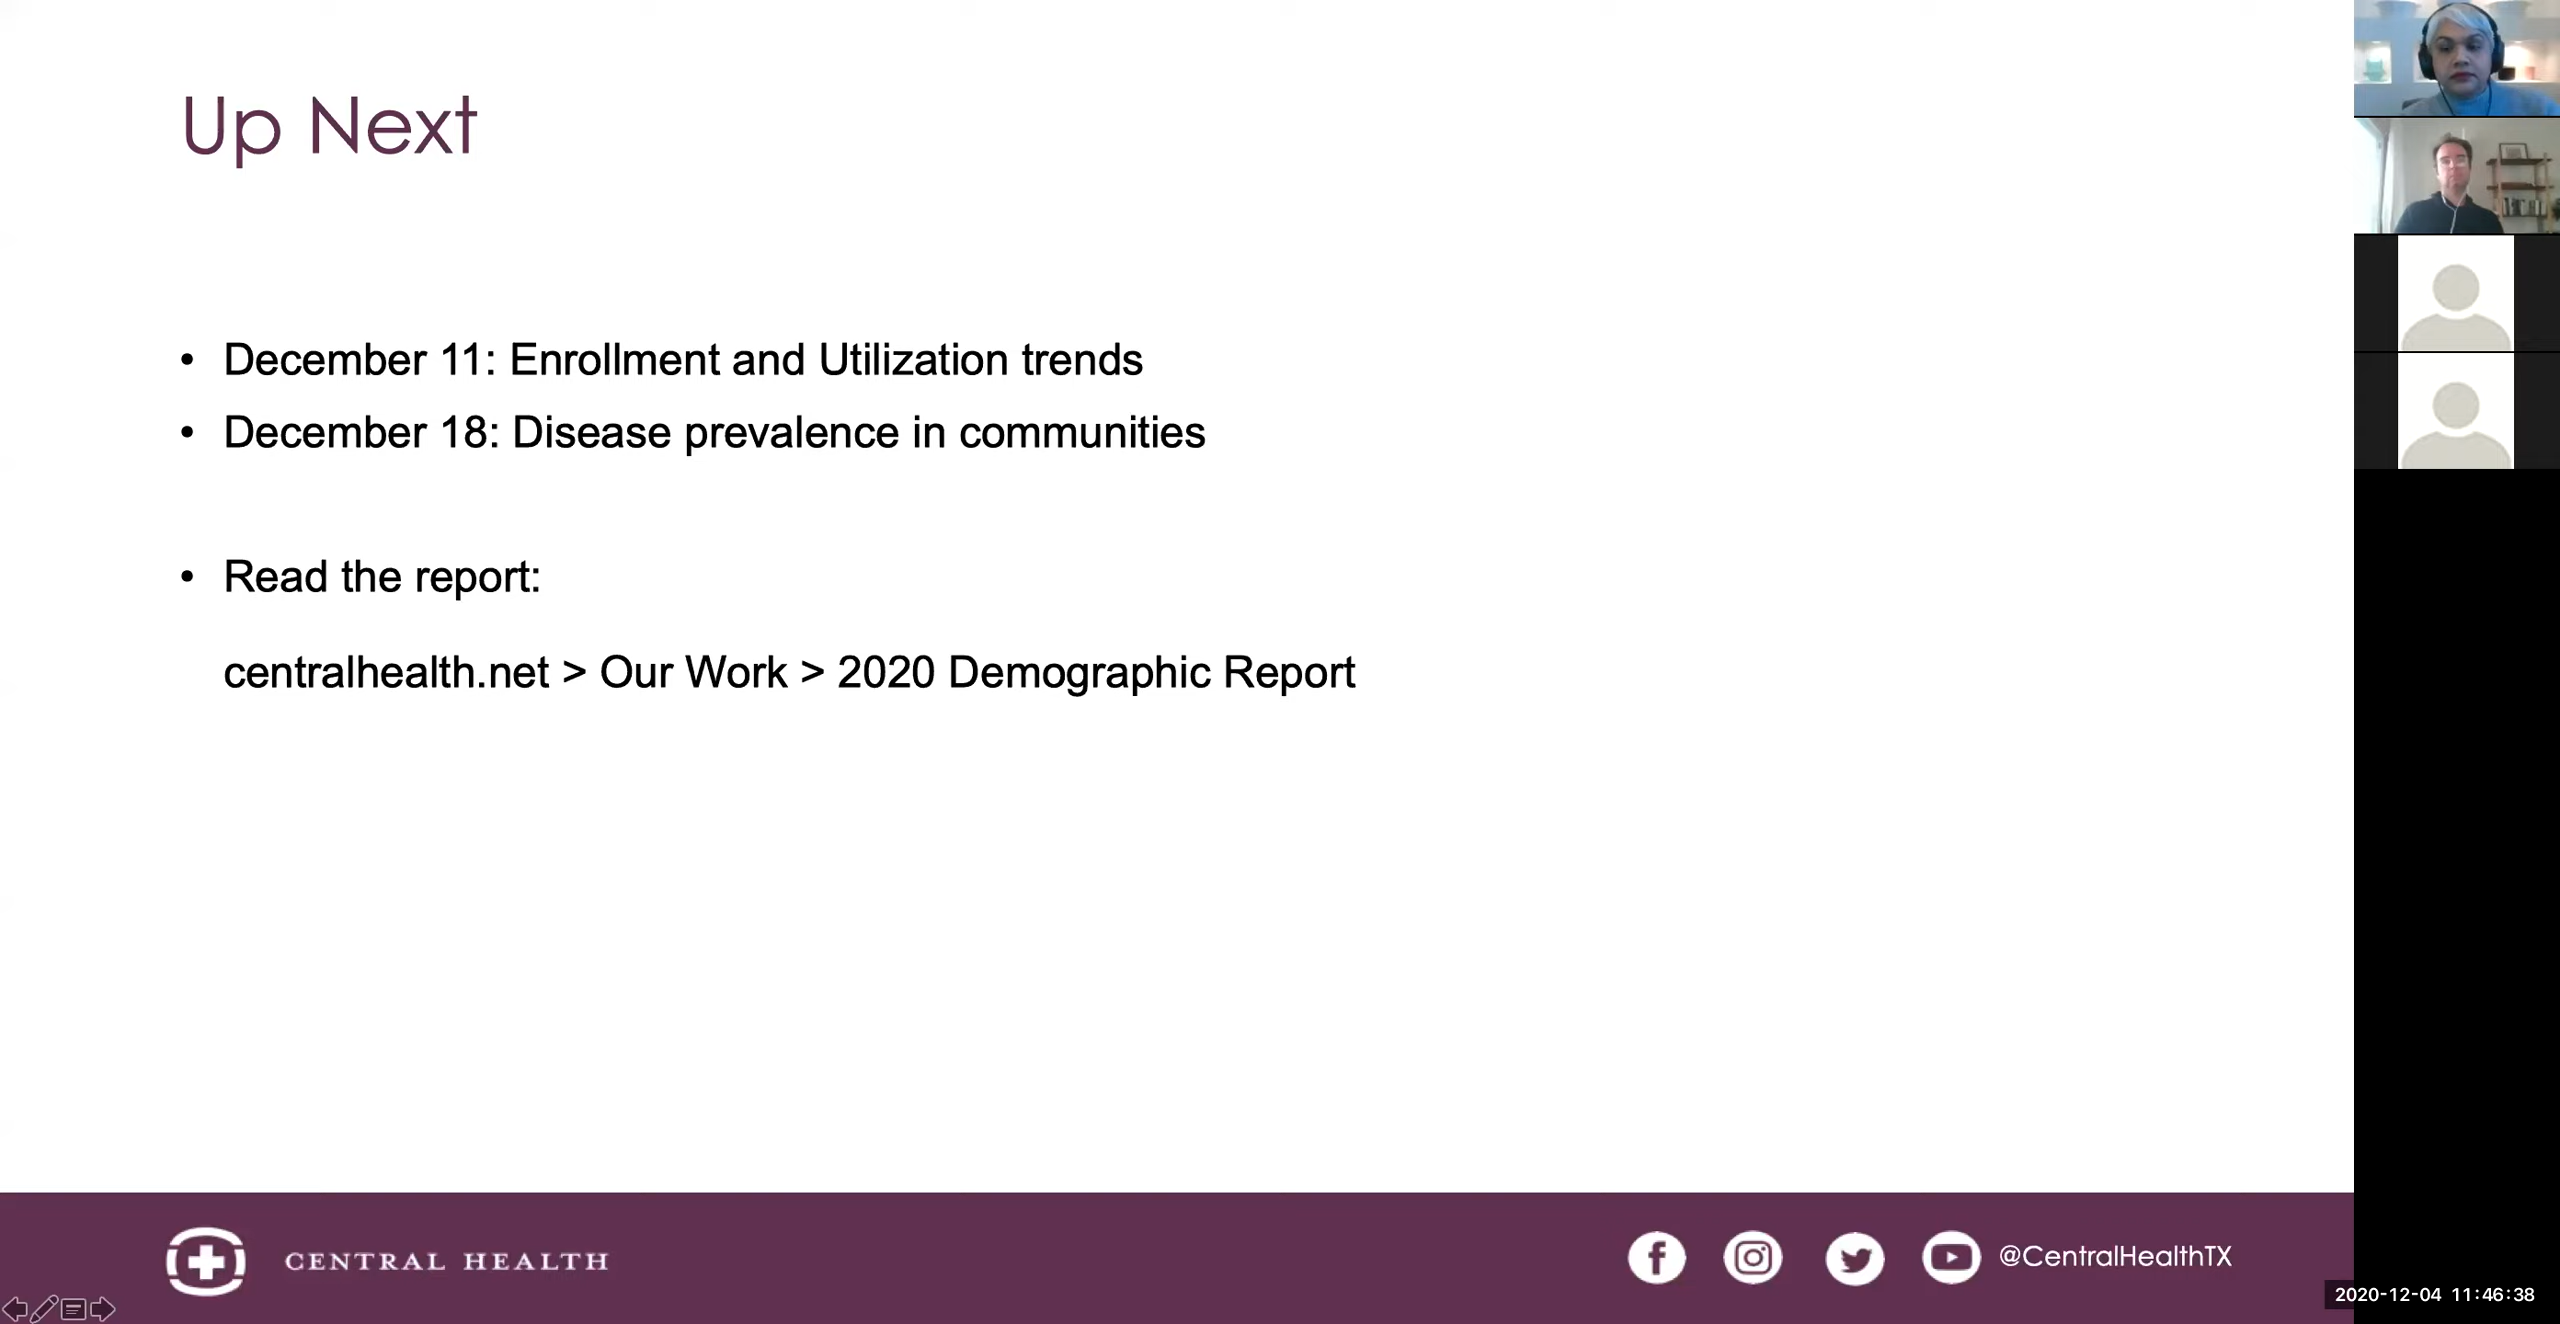 Up Next
• December 11: Enrollment and Utilization trends
• December 18: Disease prevalence in communities
• Read the report:
centralhealth.net > Our Work > 2020 Demographic Report
CENTRAL HEALTH
@CentralHealthTX
2020-12-04 11:46:38